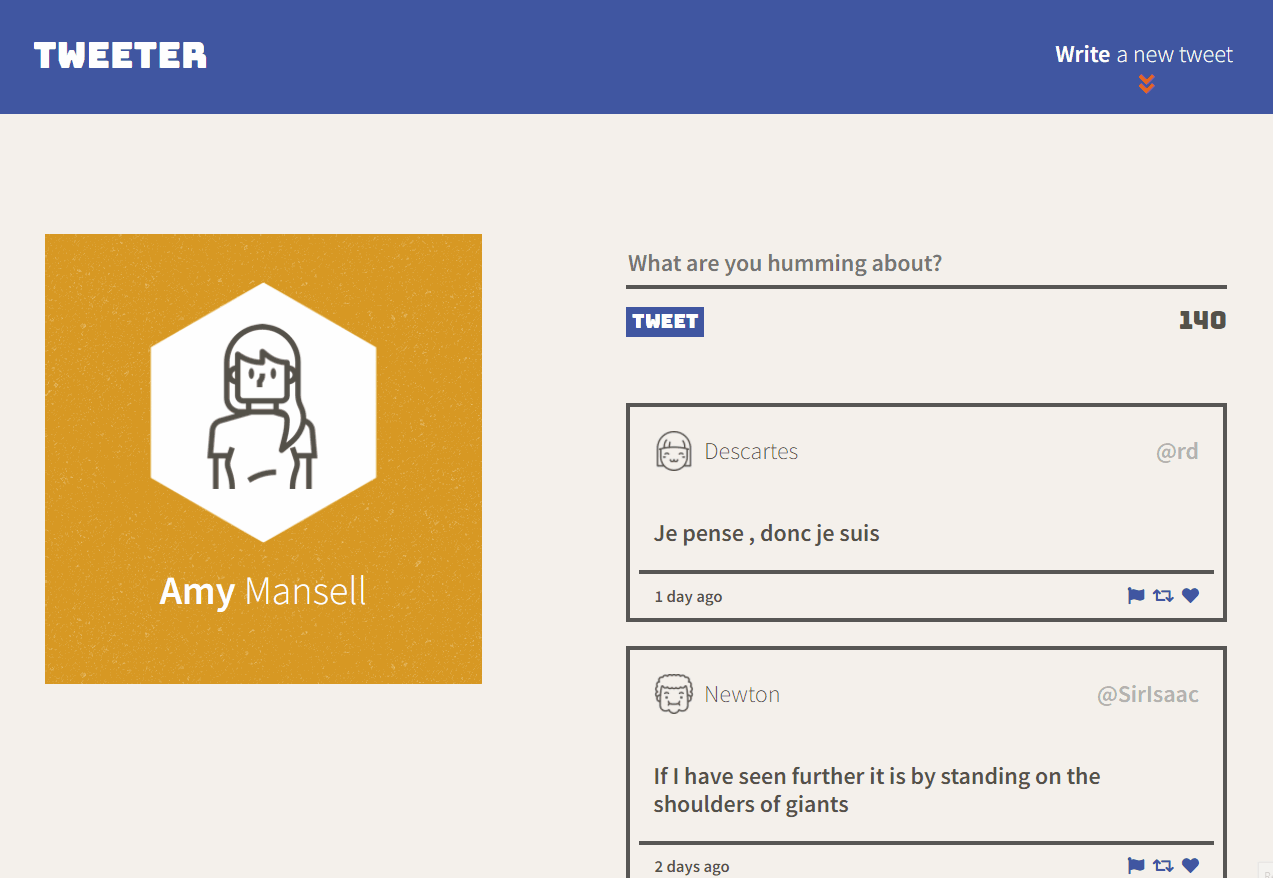 TWEETER
Write a new tweet
What are you humming about?
TWEET
140
Amy Mansell
Descartes
@rd
Je pense , donc je suis
1 day ago
Newton
@SirIsaac
If I have seen further it is by standing on the
shoulders of giants
2 days ago